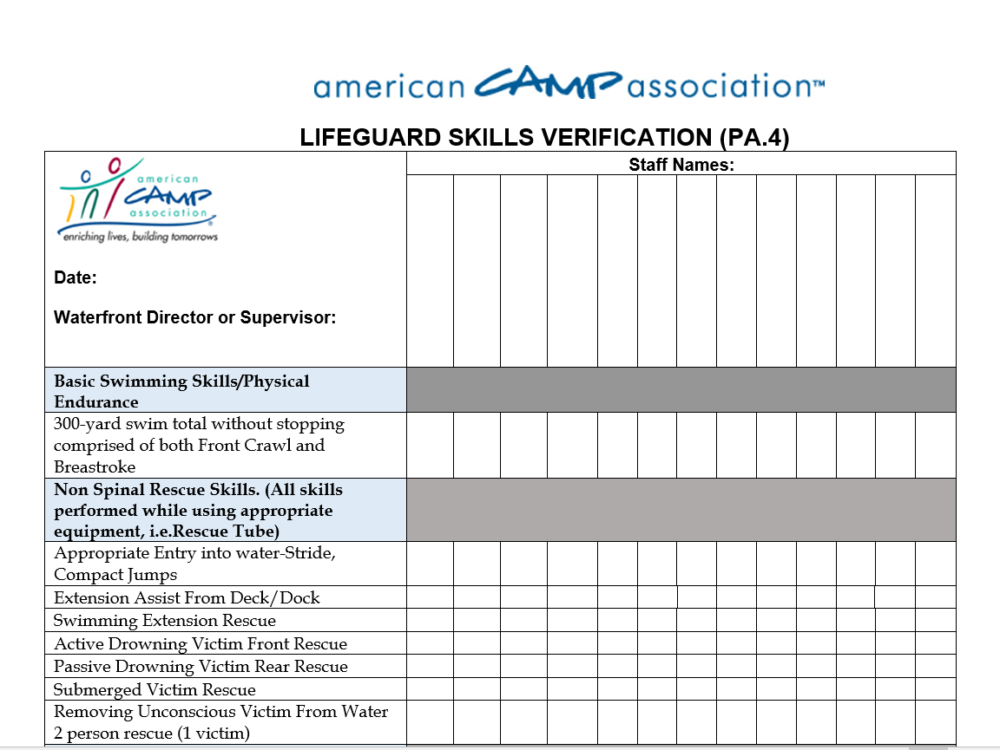 american CAMP association™
LIFEGUARD SKILLS VERIFICATION (PA.4)
Staff Names:
american
CAMP
association®
enriching lives, building tomorrows
Date:
Waterfront Director or Supervisor:
Basic Swimming Skills/Physical
Endurance
300-yard swim total without stopping
comprised of both Front Crawl and
Breastroke
Non Spinal Rescue Skills. (All skills
performed while using appropriate
equipment, i.e.Rescue Tube)
Appropriate Entry into water-Stride,
Compact Jumps
Extension Assist From Deck/Dock
Swimming Extension Rescue
Active Drowning Victim Front Rescue
Passive Drowning Victim Rear Rescue
Submerged Victim Rescue
Removing Unconscious Victim From Water
2 person rescue (1 victim)